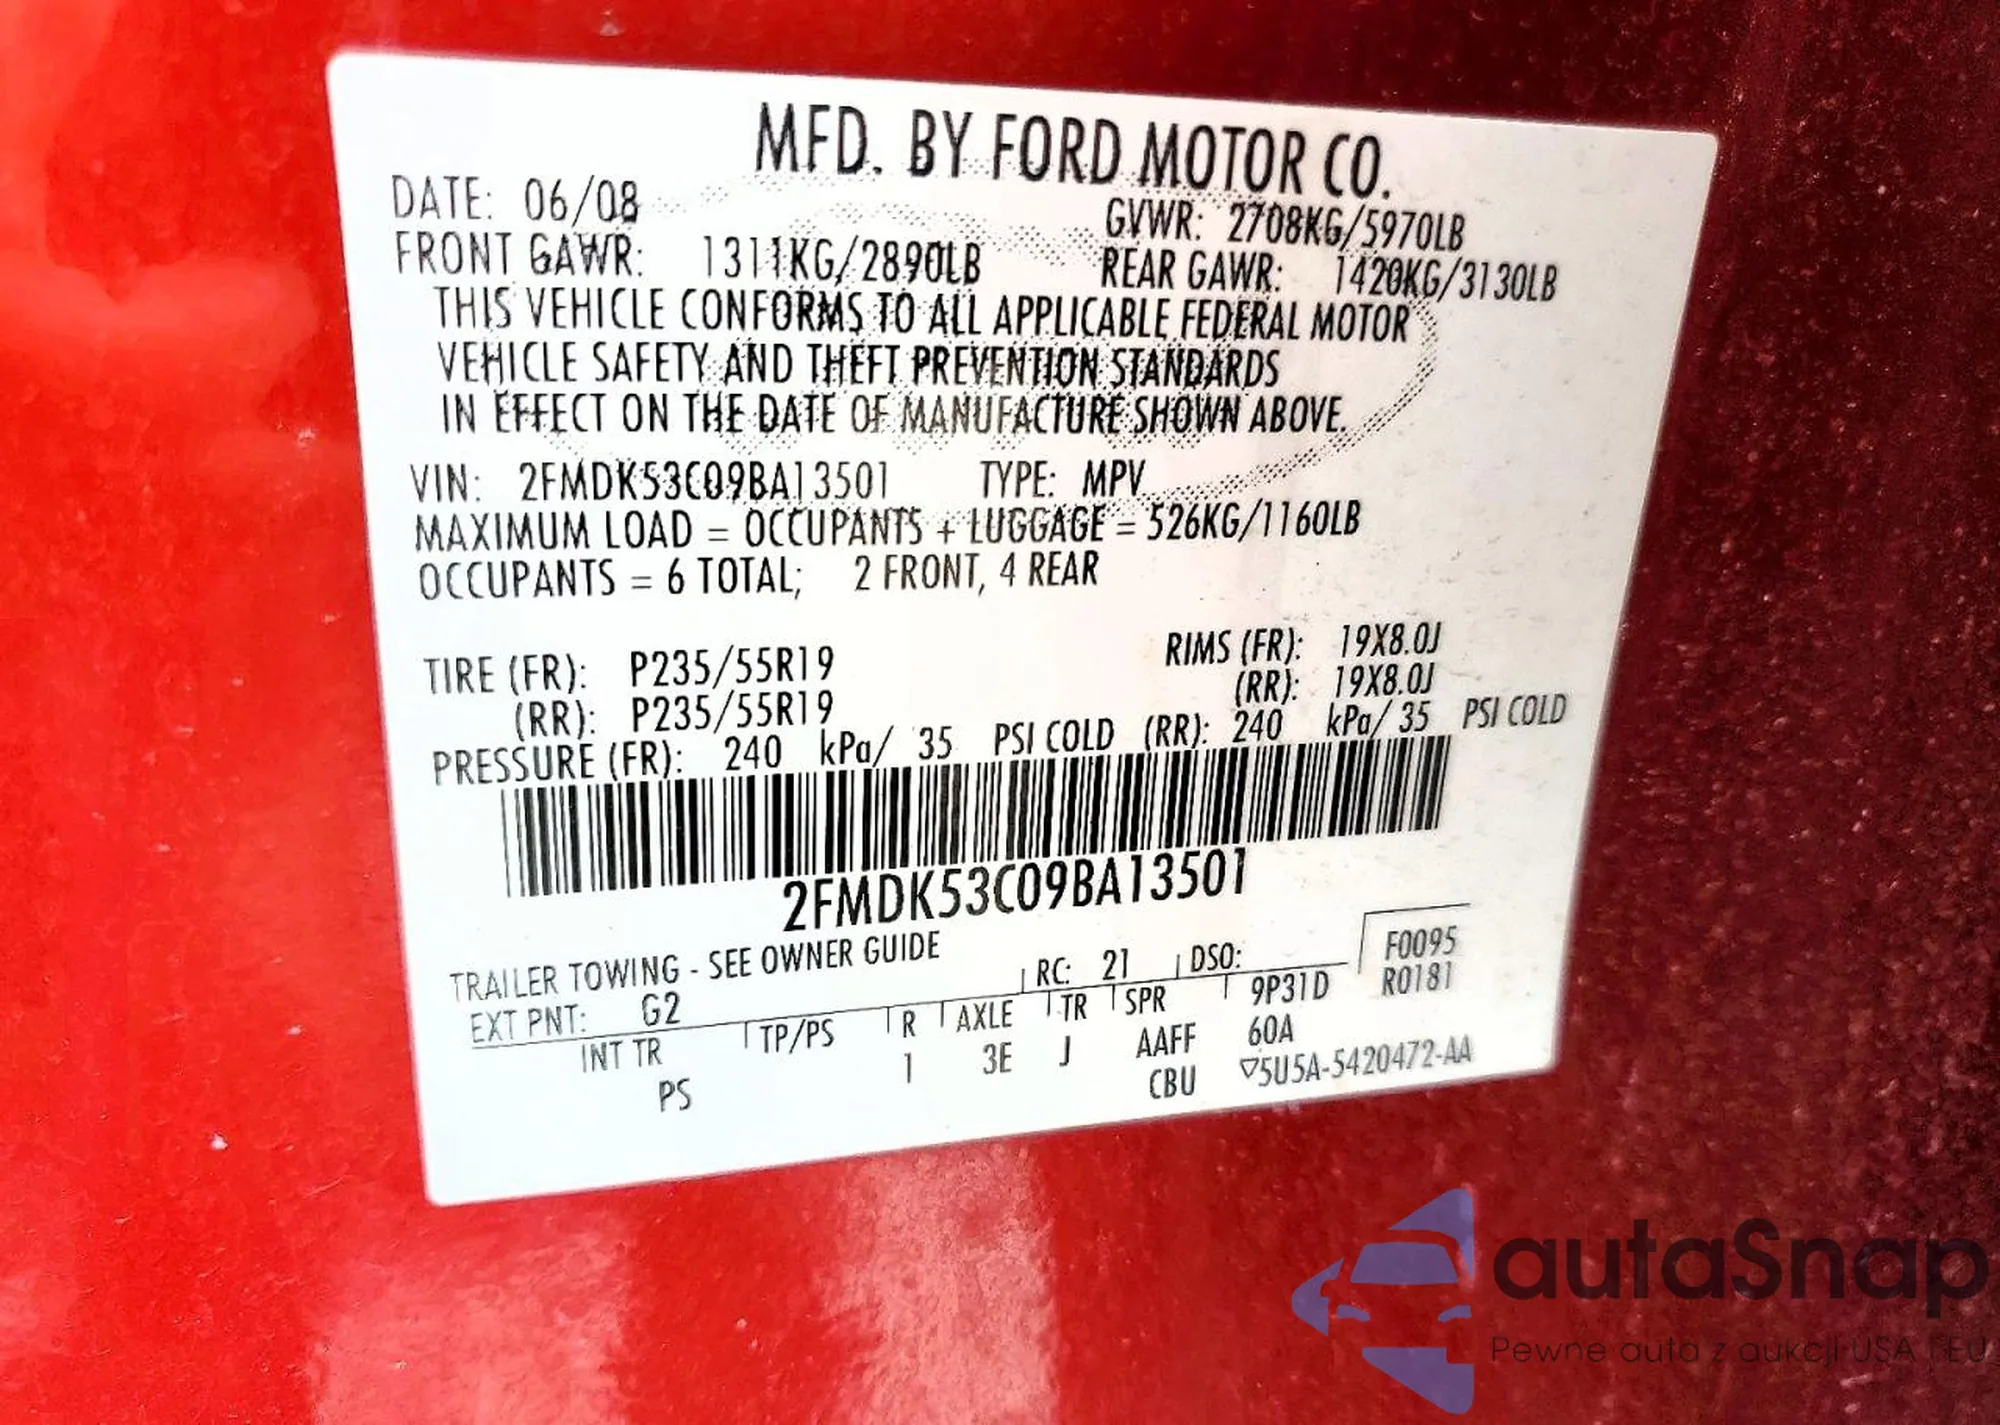 MFD. BY FORD MOTOR CO.
DATE: 06/08 GVWR: 2708KG/5970LB
FRONT GAWR: 1311KG/2890LB REAR GAWR: 1420KG/3130LB
THIS VEHICLE CONFORMS TO ALL APPLICABLE FEDERAL MOTOR
VEHICLE SAFETY AND THEFT PREVENTION STANDARDS
IN EFFECT ON THE DATE OF MANUFACTURE SHOWN ABOVE.
VIN: 2FMDK53C09BA13501 TYPE: MPV
MAXIMUM LOAD = OCCUPANTS + LUGGAGE = 526KG/1160LB
OCCUPANTS = 6 TOTAL; 2 FRONT, 4 REAR
TIRE (FR): P235/55R19 RIMS (FR): 19X8.0J
(RR): P235/55R19 (RR): 19X8.0J
PRESSURE (FR): 240 kPa/ 35 PSI COLD (RR): 240 kPa/ 35 PSI COLD
2FMDK53C09BA13501
TRAILER TOWING - SEE OWNER GUIDE
EXT PNT: G2 RC: 21 DSO: F0095
R0181
INT TR TP/PS R AXLE TR SPR 9P31D
PS 1 3E J AAFF 60A
CBU ▽5U5A-5420472-AA
autaSnap
Pewne auta z aukcji USA i EU